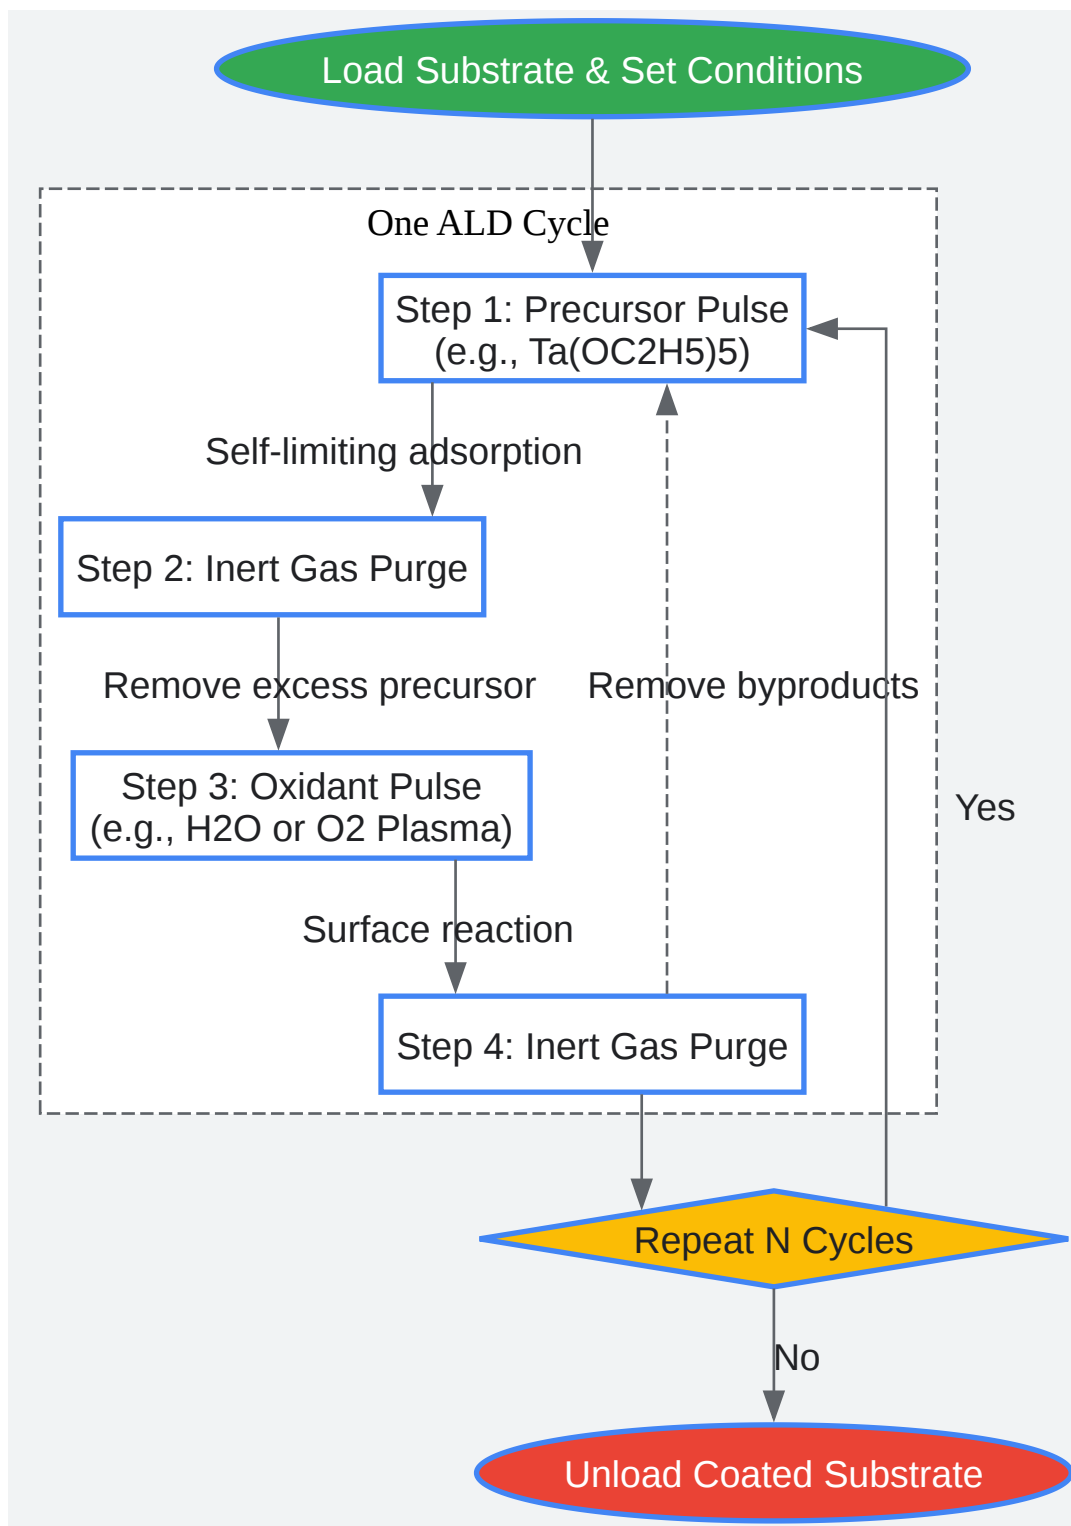 Load Substrate & Set Conditions
One ALD Cycle
Step 1: Precursor Pulse
(e.g., Ta(OC2H5)5)
Self-limiting adsorption
Step 2: Inert Gas Purge
Remove excess precursor
Remove byproducts
Step 3: Oxidant Pulse
(e.g., H2O or O2 Plasma)
Yes
Surface reaction
Step 4: Inert Gas Purge
Repeat N Cycles
No
Unload Coated Substrate